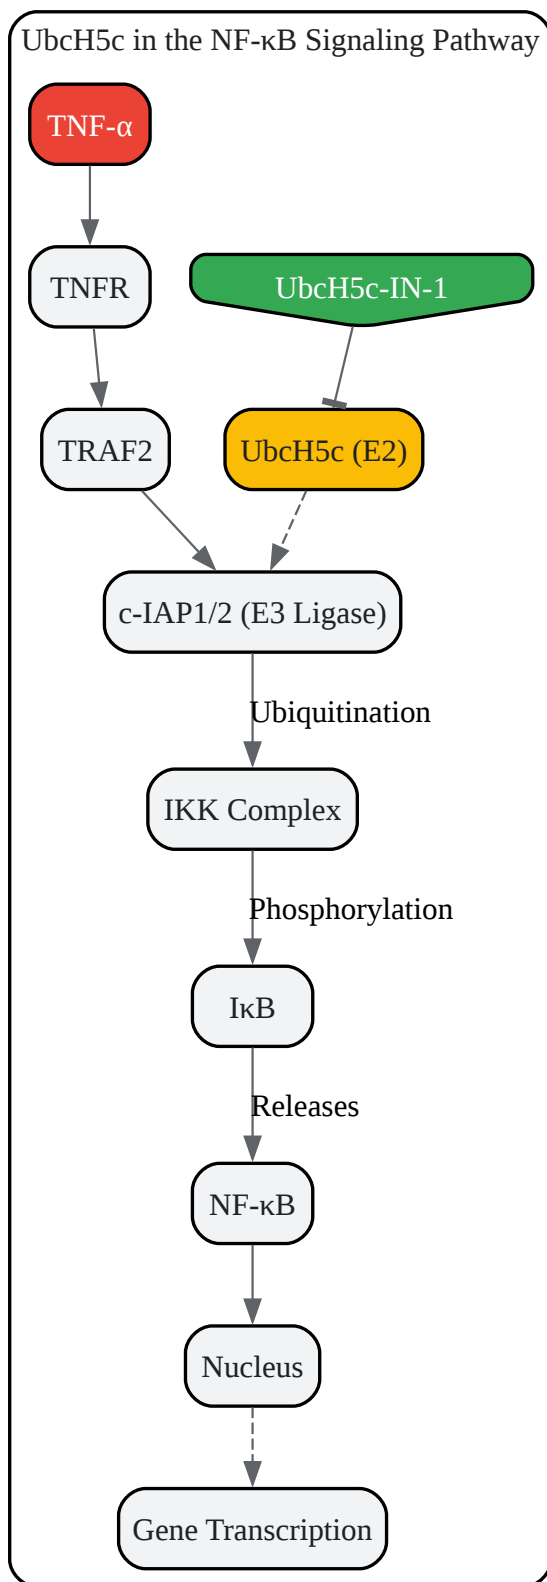 UbcH5c in the NF-κB Signaling Pathway
TNF-α
TNFR
UbcH5c-IN-1
TRAF2
UbcH5c (E2)
c-IAP1/2 (E3 Ligase)
Ubiquitination
IKK Complex
Phosphorylation
IκB
Releases
NF-κB
Nucleus
Gene Transcription